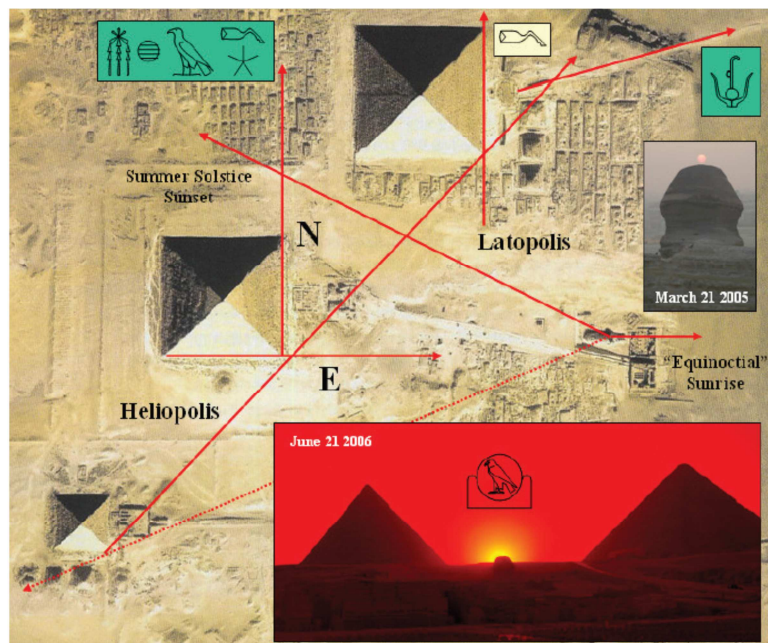 Summer Solstice
Sunset
N
Latopolis
March 21 2005
E
"Equinoctial"
Sunrise
Heliopolis
June 21 2006